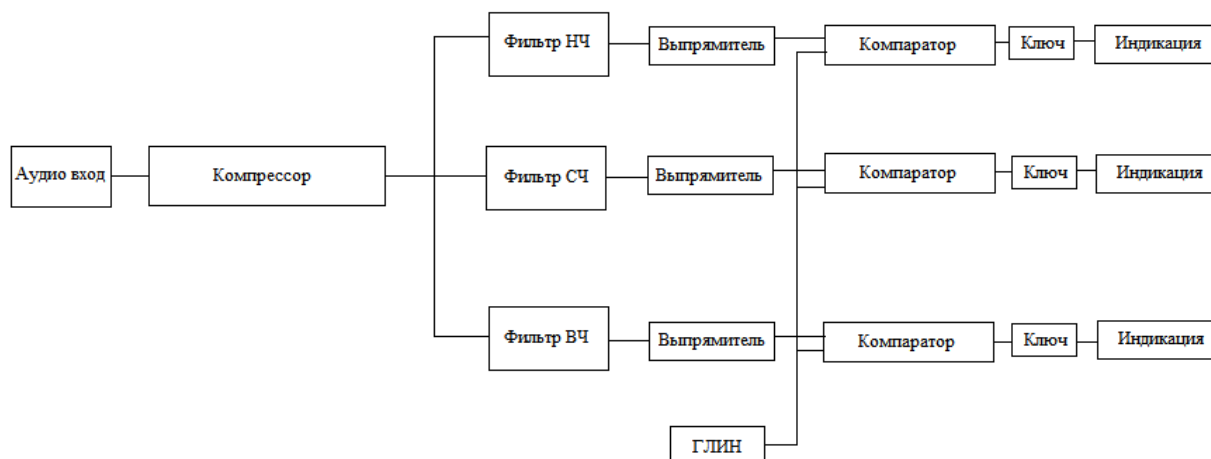 Фильтр НЧ
Выпрямитель
Компаратор
Ключ
Индикация
Аудио вход
Компрессор
Фильтр СЧ
Выпрямитель
Компаратор
Ключ
Индикация
Фильтр ВЧ
Выпрямитель
Компаратор
Ключ
Индикация
ГЛИН